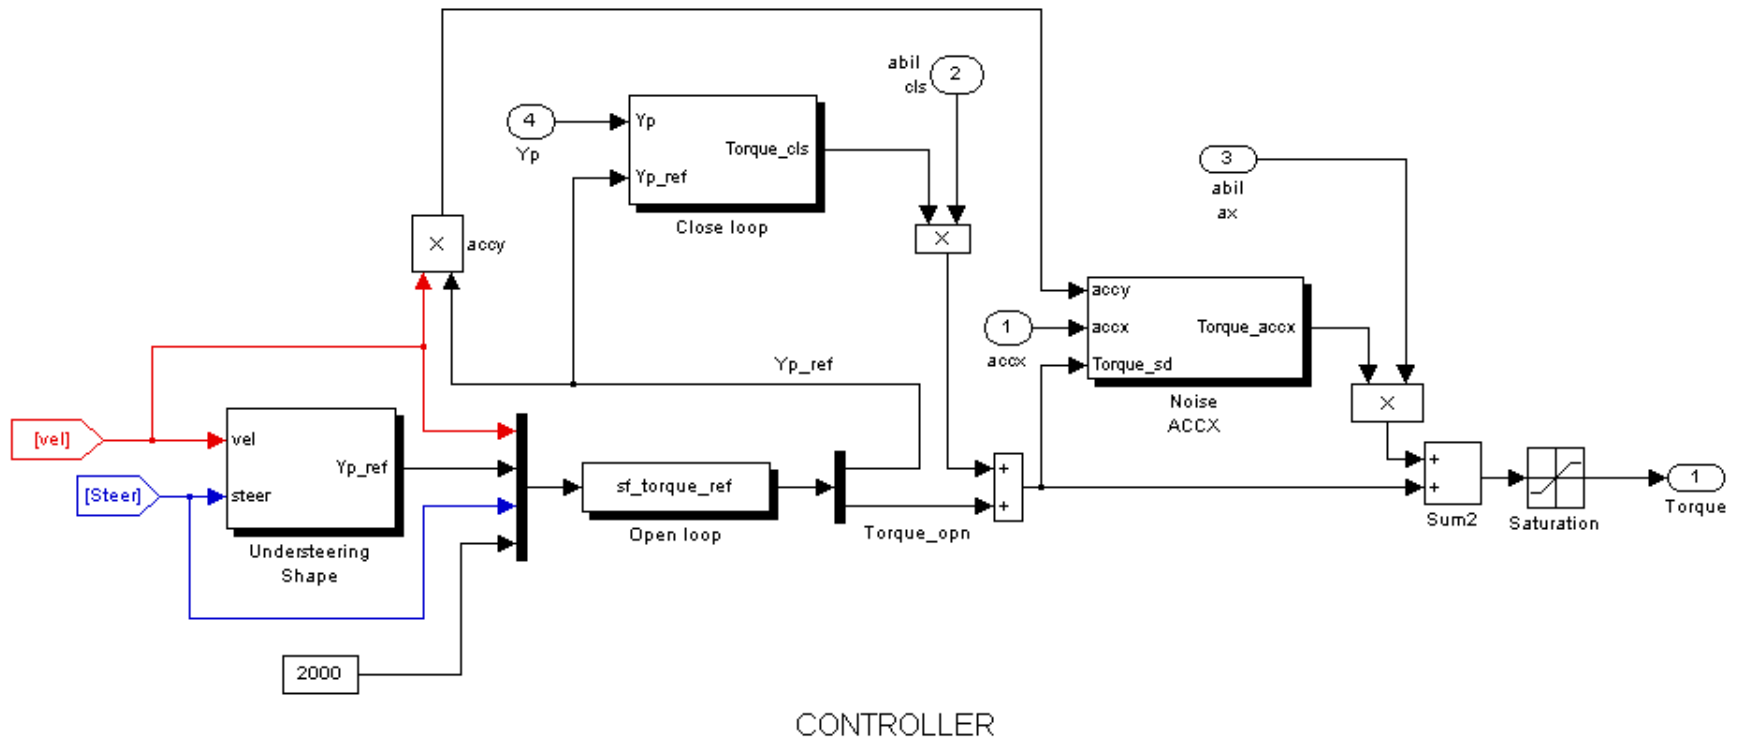 abil
cls
2
4
Yp
Yp
Yp_ref
Torque_cls
Close loop
×
3
abil
ax
×
accy
accy
accx
Torque_sd
Torque_accx
Noise
ACCX
1
accx
×
Yp_ref
[vel]
[Steer]
vel
steer
Yp_ref
Understeering
Shape
sf_torque_ref
Open loop
Torque_opn
+
+
+
+
Sum2
Saturation
1
Torque
2000
CONTROLLER